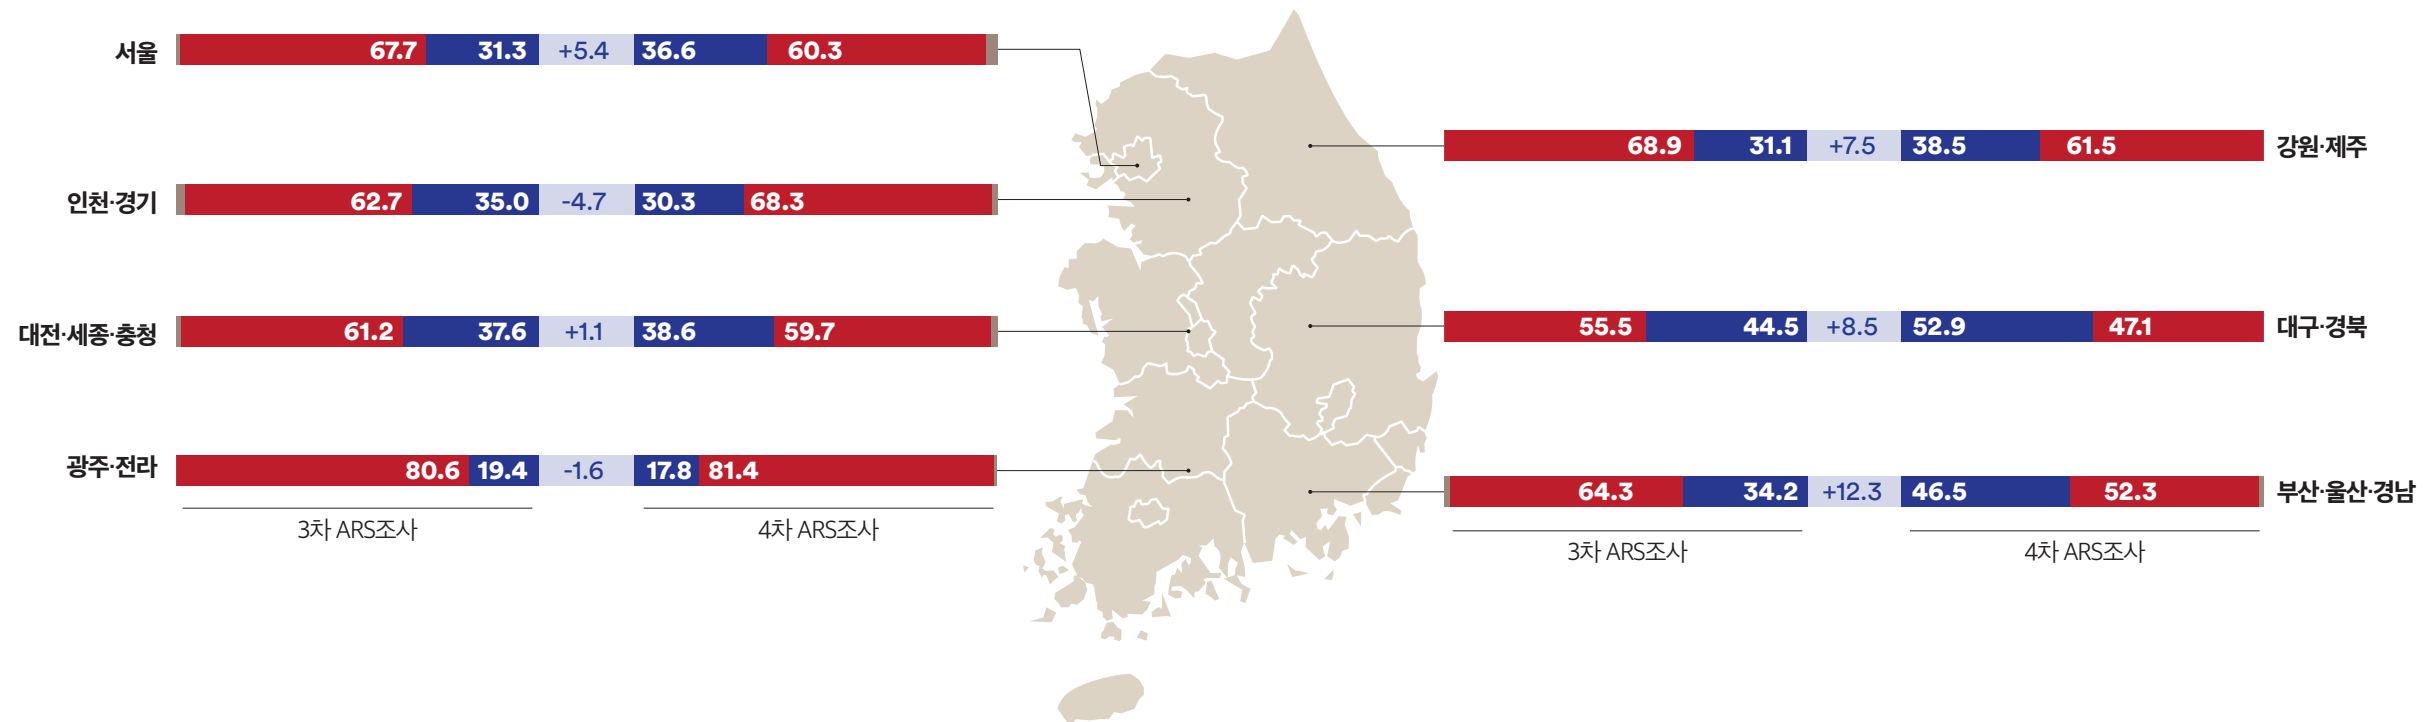 서울 67.7 31.3 +5.4 36.6 60.3
인천·경기 62.7 35.0 -4.7 30.3 68.3
대전·세종·충청 61.2 37.6 +1.1 38.6 59.7
광주·전라 80.6 19.4 -1.6 17.8 81.4
3차 ARS조사 4차 ARS조사
68.9 31.1 +7.5 38.5 61.5 강원·제주
55.5 44.5 +8.5 52.9 47.1 대구·경북
64.3 34.2 +12.3 46.5 52.3 부산·울산·경남
3차 ARS조사 4차 ARS조사